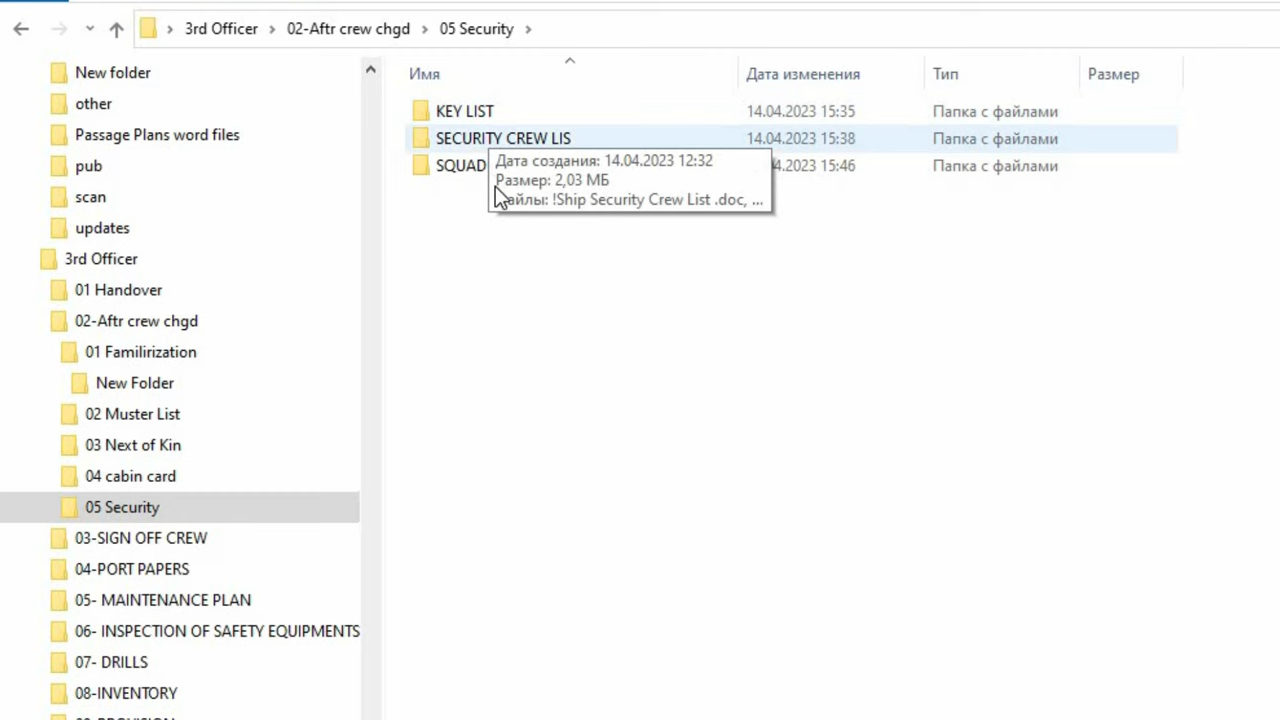 3rd Officer > 02-Aftr crew chgd > 05 Security >
New folder
other
Passage Plans word files
pub
scan
updates
3rd Officer
01 Handover
02-Aftr crew chgd
01 Familirization
New Folder
02 Muster List
03 Next of Kin
04 cabin card
05 Security
03-SIGN OFF CREW
04-PORT PAPERS
05- MAINTENANCE PLAN
06- INSPECTION OF SAFETY EQUIPMENTS
07- DRILLS
08-INVENTORY
Имя Дата изменения Тип Размер
KEY LIST 14.04.2023 15:35 Папка с файлами
SECURITY CREW LIS 14.04.2023 15:38 Папка с файлами
SQUAD 4.2023 15:46 Папка с файлами
Дата создания: 14.04.2023 12:32
Размер: 2,03 МБ
айлы: !Ship Security Crew List .doc, ...